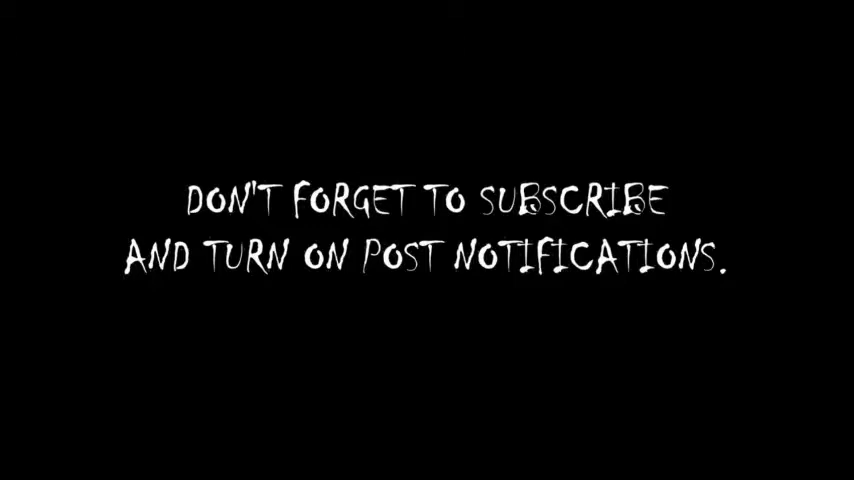 DON'T FORGET TO SUBSCRIBE
AND TURN ON POST NOTIFICATIONS.